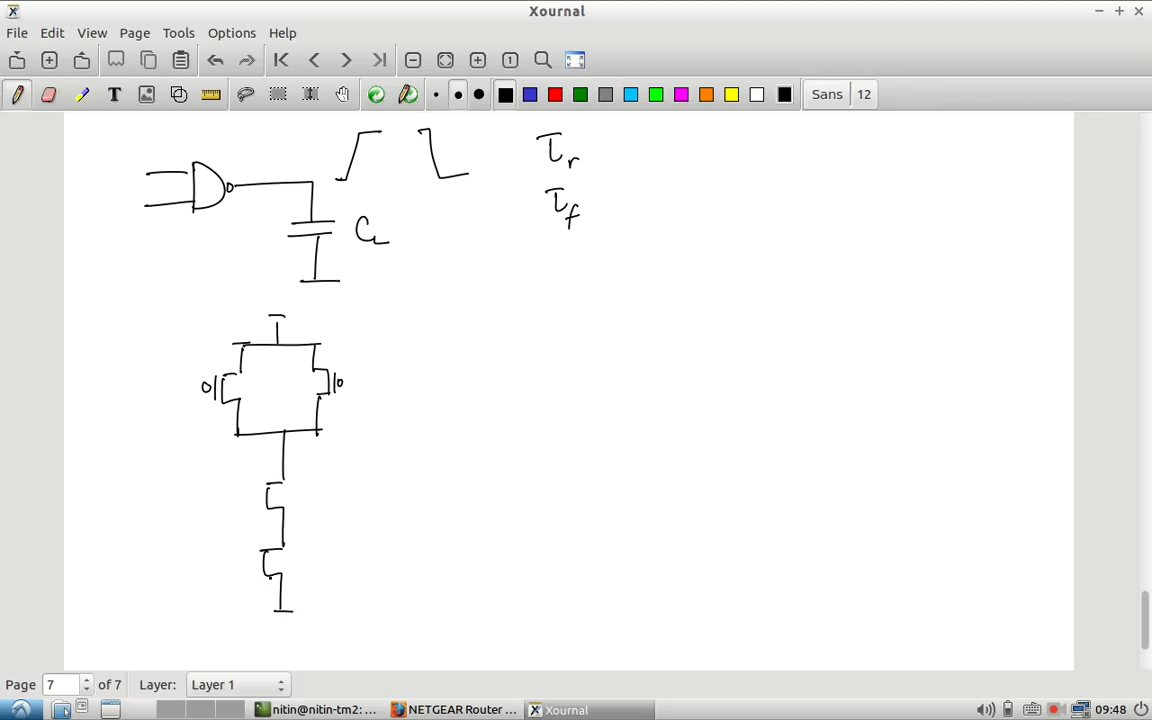 Xournal
File Edit View Page Tools Options Help
Sans 12
τr
τf
CL
Page 7 of 7 Layer: Layer 1
nitin@nitin-tm2: ... NETGEAR Router ... Xournal 09:48